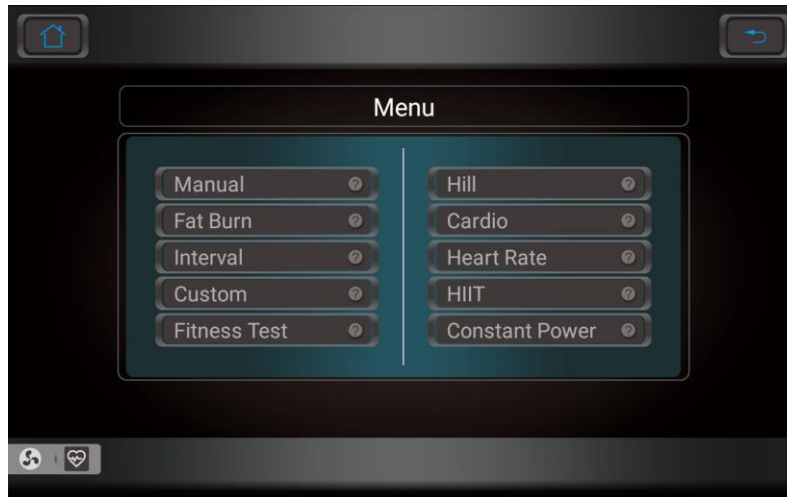 Menu
Manual
Fat Burn
Interval
Custom
Fitness Test
Hill
Cardio
Heart Rate
HIIT
Constant Power